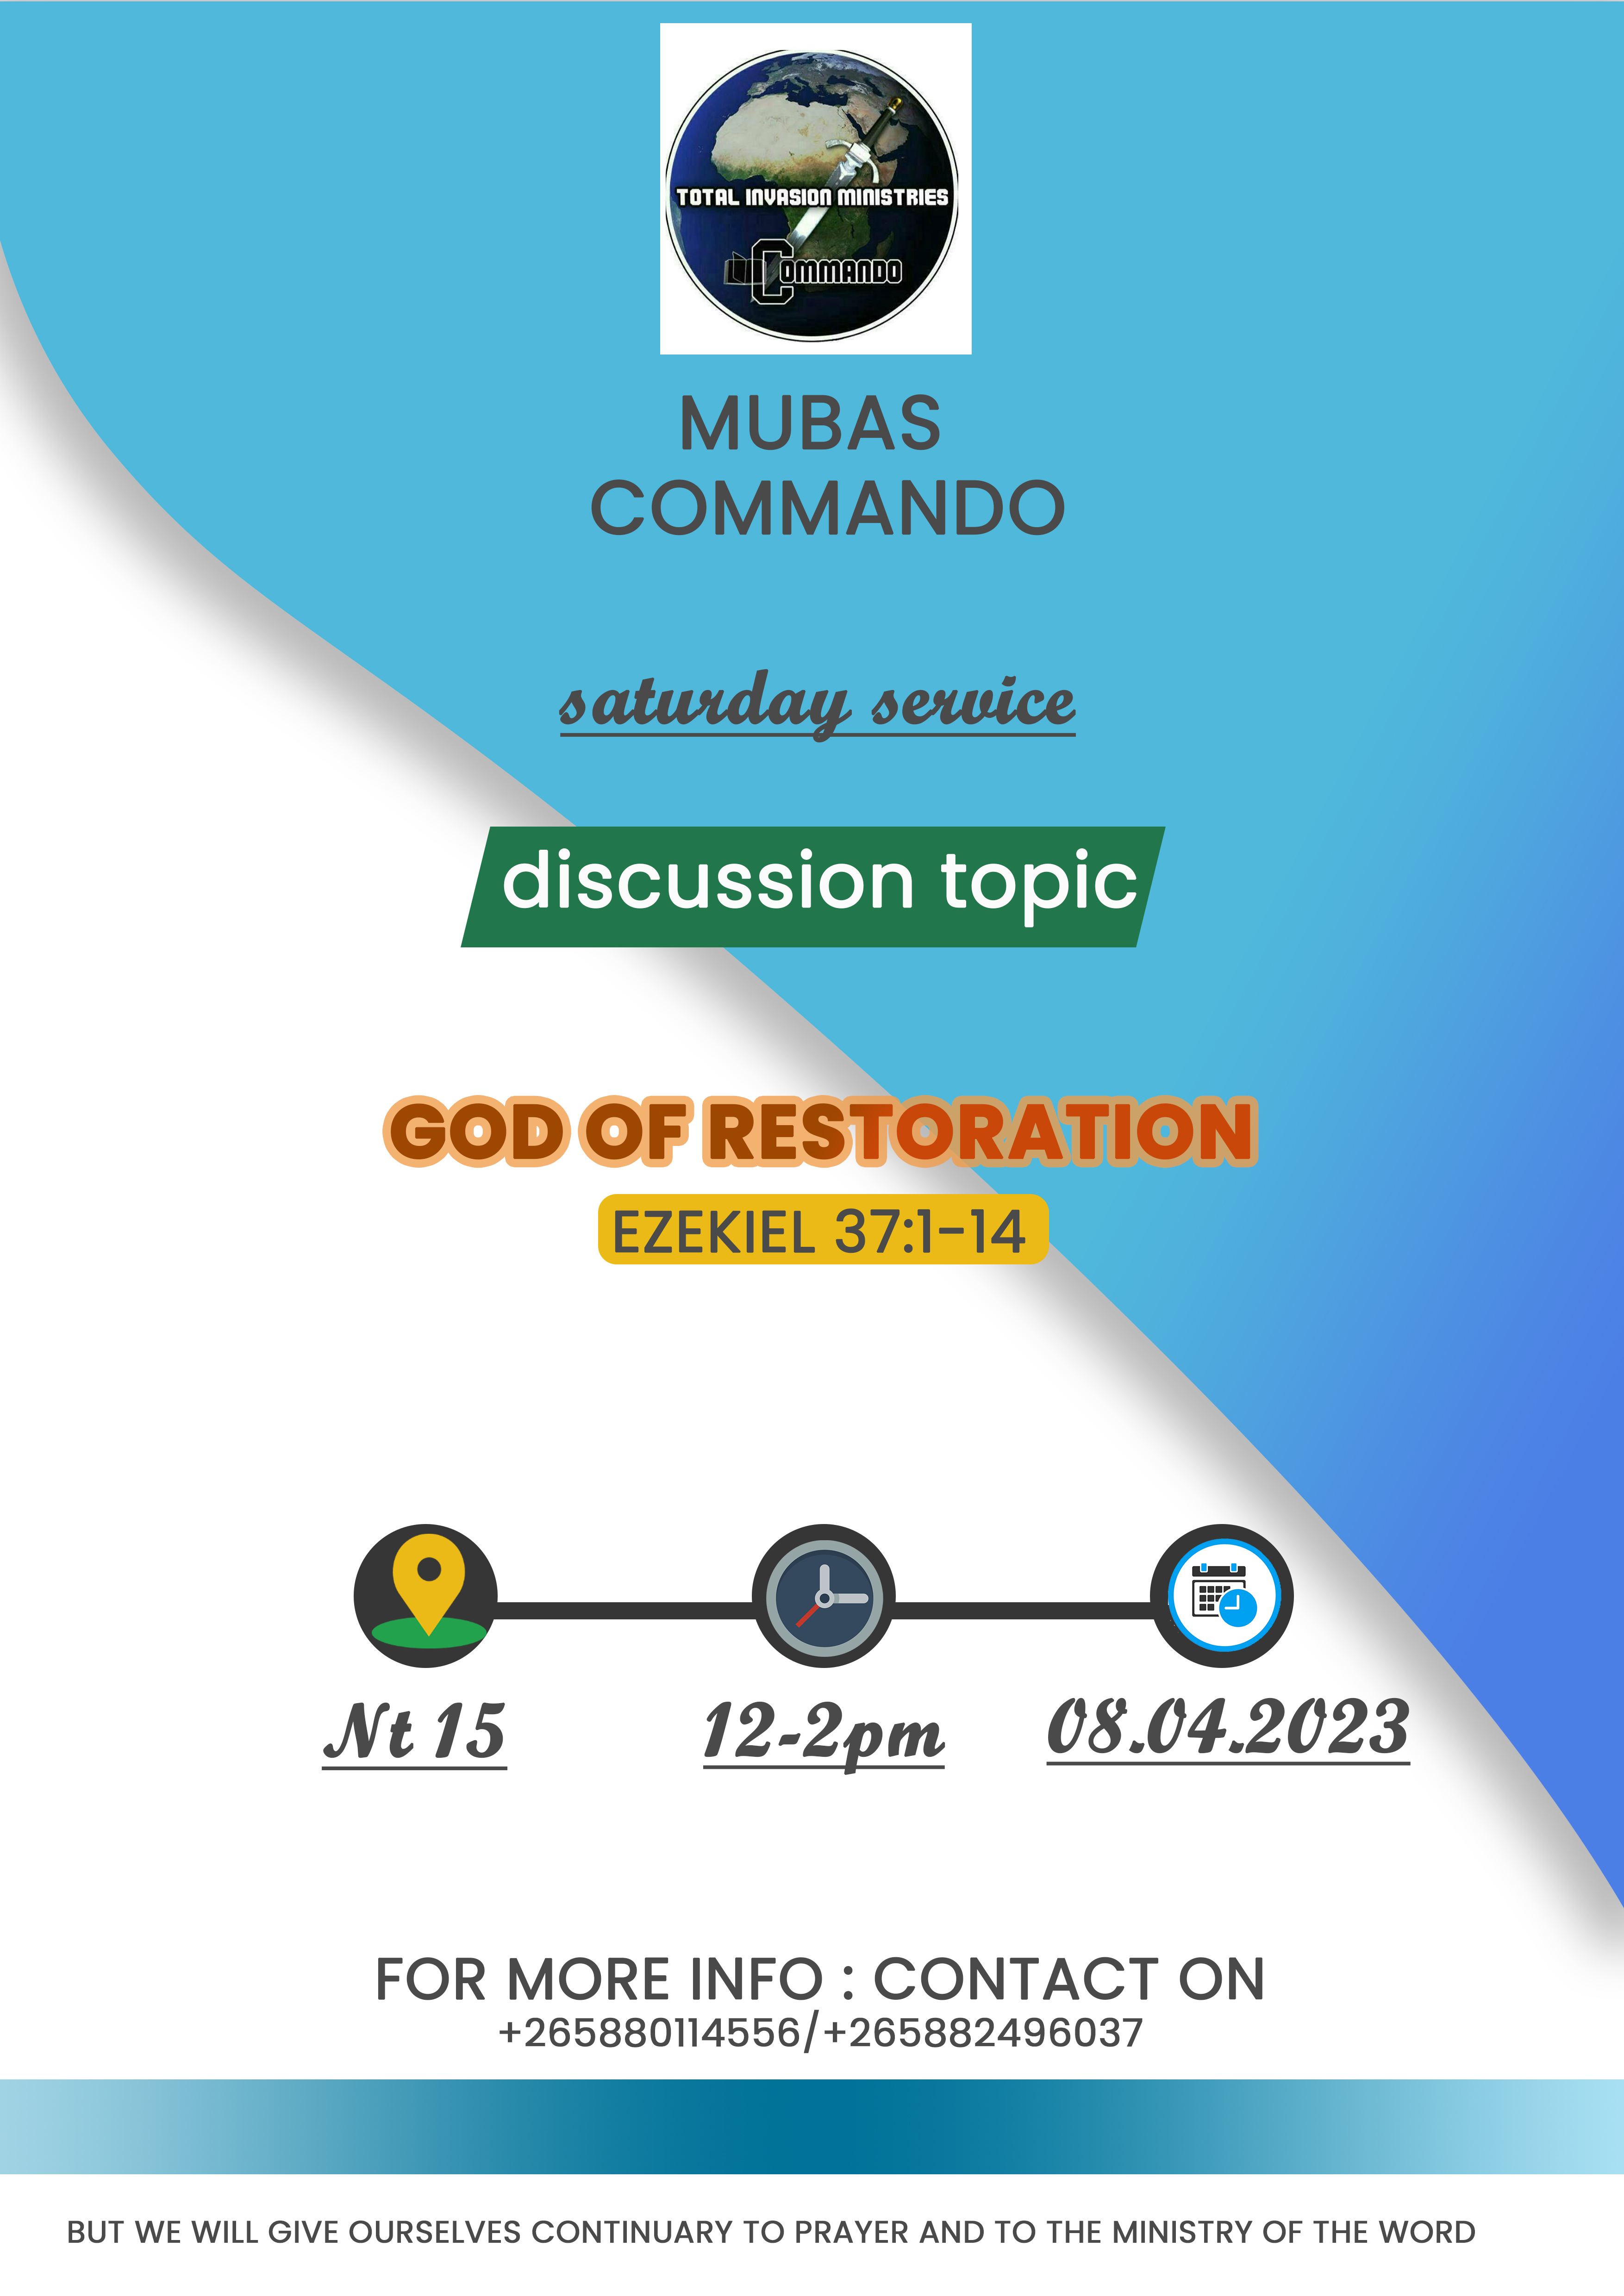 TOTAL INVASION MINISTRIES
COMMANDO
MUBAS
COMMANDO
saturday service
discussion topic
GOD OF RESTORATION
EZEKIEL 37:1-14
Nt 15
12-2pm
08.04.2023
FOR MORE INFO : CONTACT ON
+265880114556/+265882496037
BUT WE WILL GIVE OURSELVES CONTINUARY TO PRAYER AND TO THE MINISTRY OF THE WORD